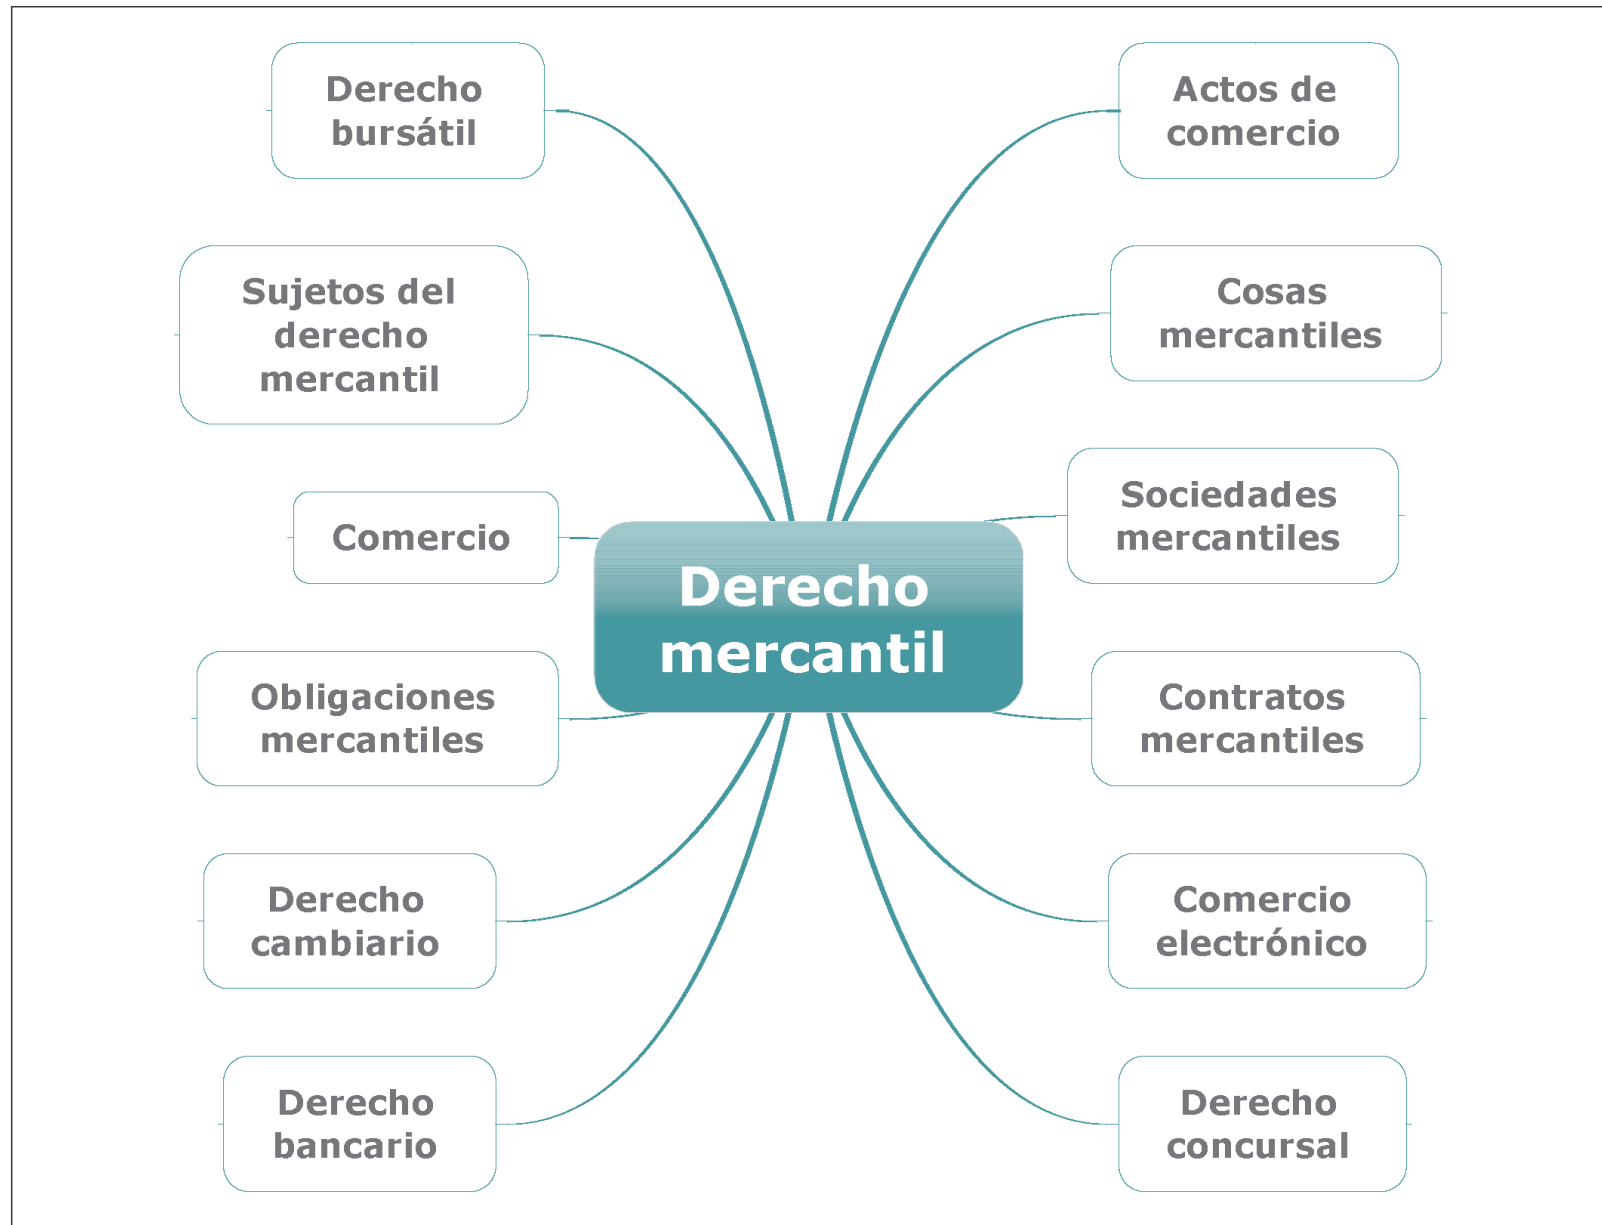 Derecho
bursátil
Actos de
comercio
Sujetos del
derecho
mercantil
Cosas
mercantiles
Comercio
Sociedades
mercantiles
Derecho
mercantil
Obligaciones
mercantiles
Contratos
mercantiles
Derecho
cambiario
Comercio
electrónico
Derecho
bancario
Derecho
concursal